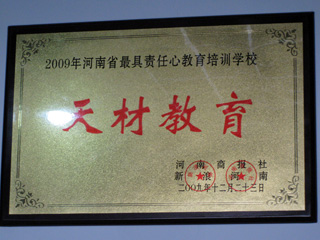 2009年河南省最具责任心教育培训学校
天材教育
河南商报社
新浪河南
二〇〇九年十二月二十三日